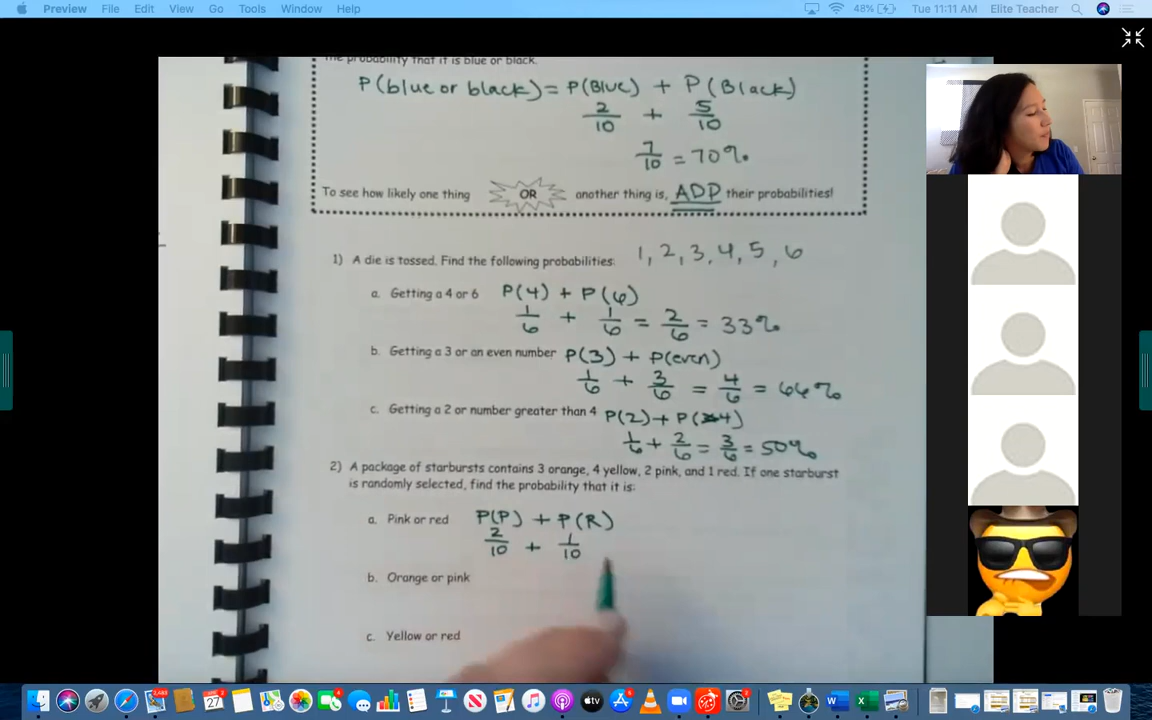 Preview File Edit View Go Tools Window Help 48% Tue 11:11 AM Elite Teacher
The probability that it is blue or black.
P(blue or black) = P(Blue) + P(Black)
2/10 + 5/10
7/10 = 70%
To see how likely one thing OR another thing is, ADD their probabilities!
1) A die is tossed. Find the following probabilities: 1, 2, 3, 4, 5, 6
a. Getting a 4 or 6 P(4) + P(6)
1/6 + 1/6 = 2/6 = 33%
b. Getting a 3 or an even number P(3) + P(even)
1/6 + 3/6 = 4/6 = 66%
c. Getting a 2 or number greater than 4 P(2) + P(>4)
1/6 + 2/6 = 3/6 = 50%
2) A package of starbursts contains 3 orange, 4 yellow, 2 pink, and 1 red. If one starburst
is randomly selected, find the probability that it is:
a. Pink or red P(P) + P(R)
2/10 + 1/10
b. Orange or pink
c. Yellow or red
27
tv
W